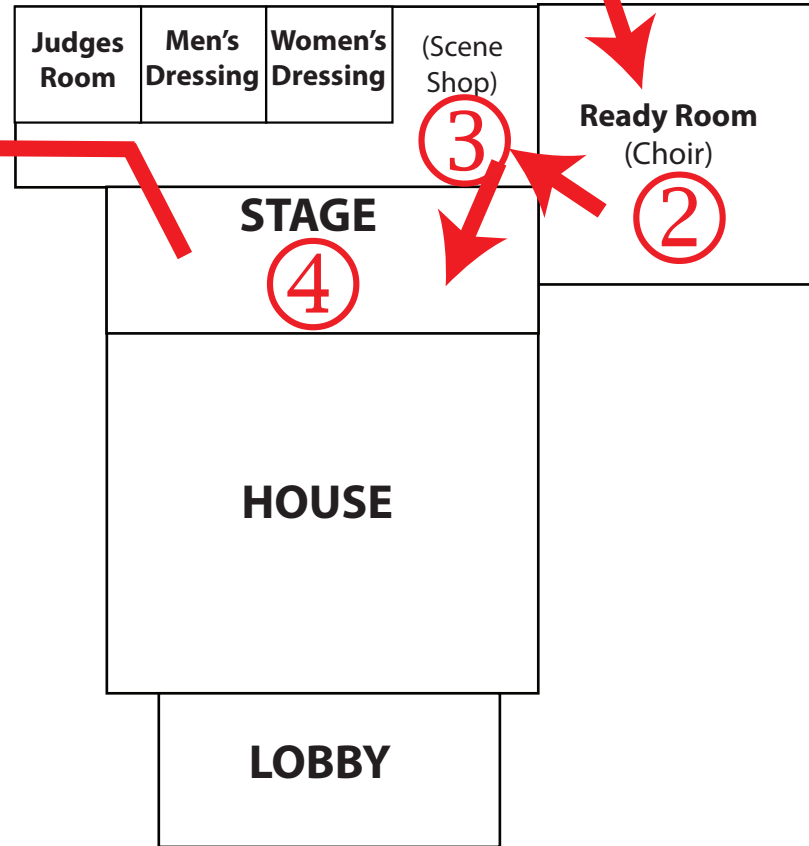 Judges
Room
Men's
Dressing
Women's
Dressing
(Scene
Shop)
③
Ready Room
(Choir)
②
STAGE
④
HOUSE
LOBBY